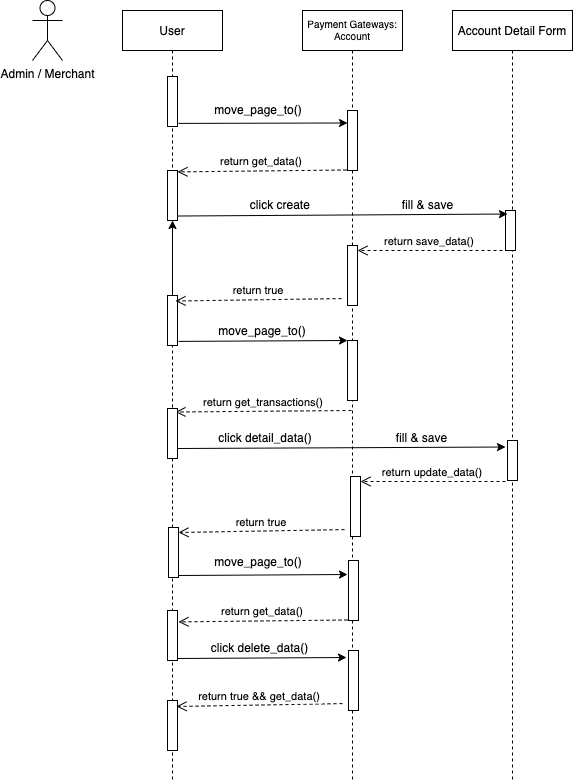 User
Payment Gateways:
Account
Account Detail Form
Admin / Merchant
move_page_to()
return get_data()
click create
fill & save
return save_data()
return true
move_page_to()
return get_transactions()
click detail_data()
fill & save
return update_data()
return true
move_page_to()
return get_data()
click delete_data()
return true && get_data()